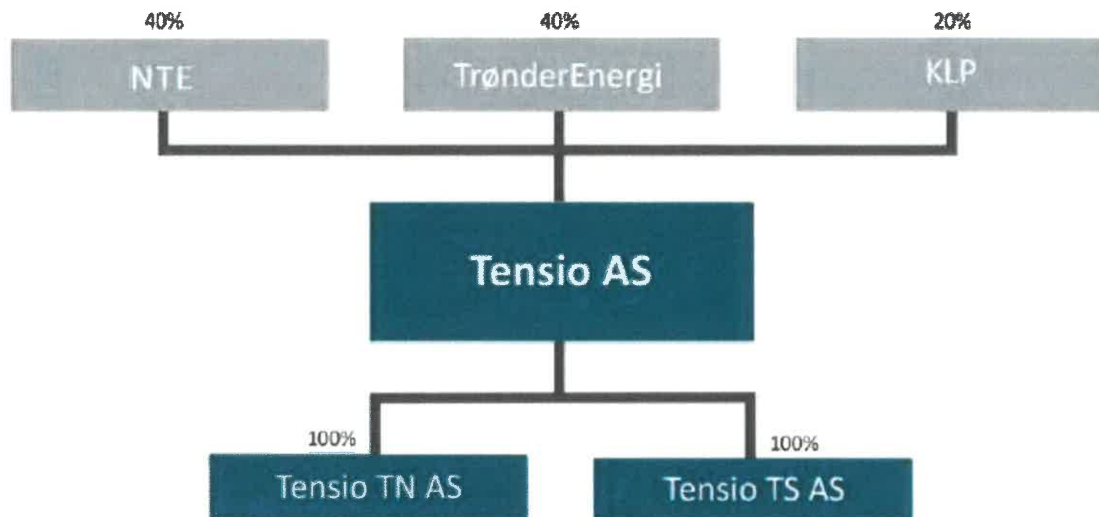 40%
40%
20%
NTE
TrønderEnergi
KLP
Tensio AS
100%
100%
Tensio TN AS
Tensio TS AS